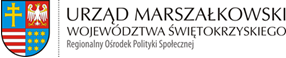 URZĄD MARSZAŁKOWSKI
WOJEWÓDZTWA ŚWIĘTOKRZYSKIEGO
Regionalny Ośrodek Polityki Społecznej